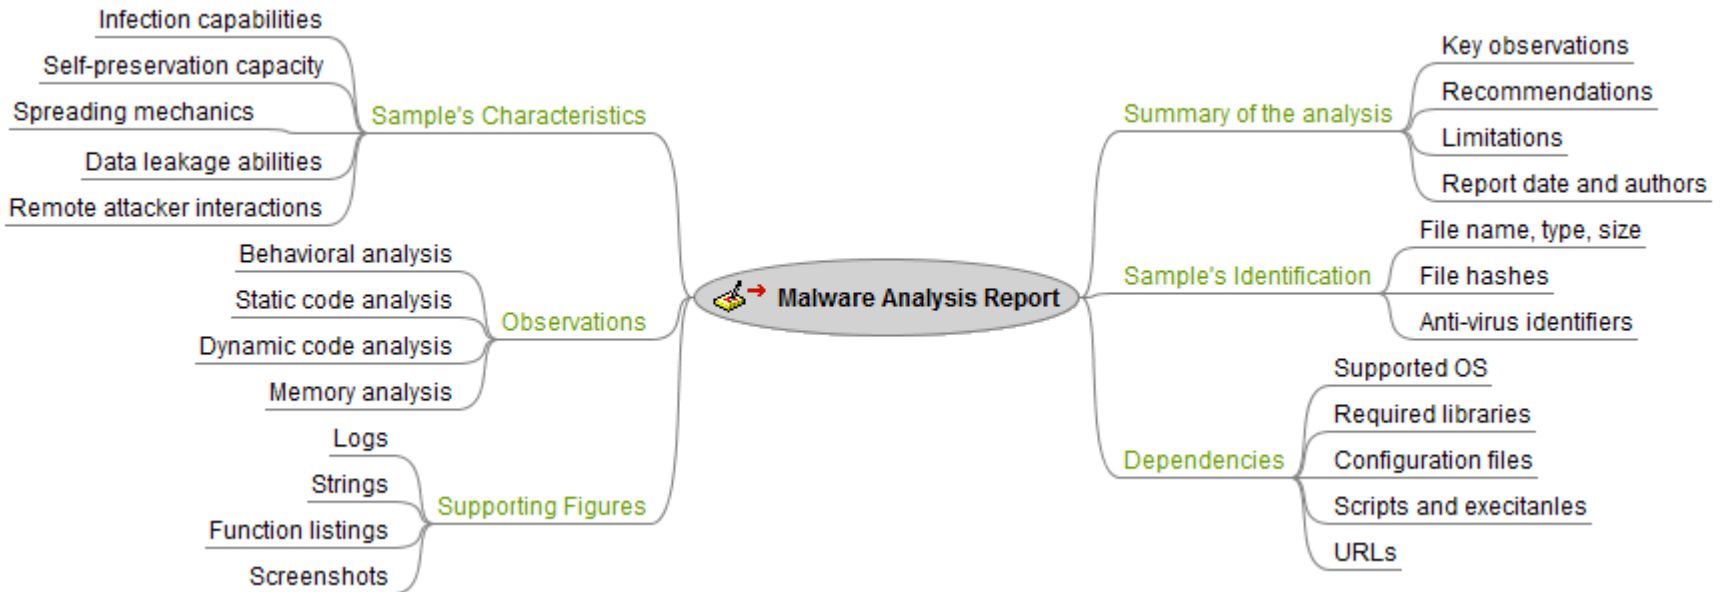 Infection capabilities
Self-preservation capacity
Spreading mechanics
Data leakage abilities
Remote attacker interactions
Sample's Characteristics
Behavioral analysis
Static code analysis
Dynamic code analysis
Memory analysis
Observations
Logs
Strings
Function listings
Screenshots
Supporting Figures
Malware Analysis Report
Summary of the analysis
Key observations
Recommendations
Limitations
Report date and authors
Sample's Identification
File name, type, size
File hashes
Anti-virus identifiers
Dependencies
Supported OS
Required libraries
Configuration files
Scripts and execitanles
URLs